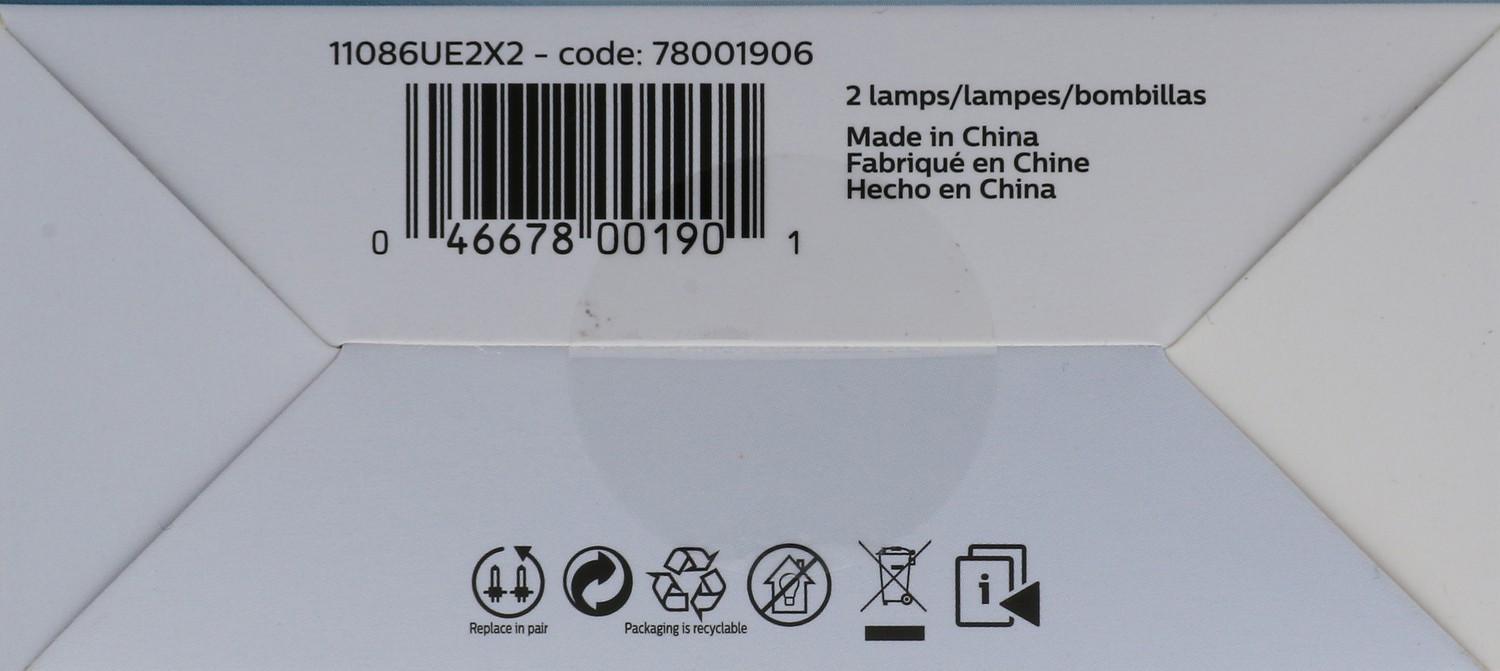 11086UE2X2 - code: 78001906
2 lamps/lampes/bombillas
Made in China
Fabriqué en Chine
Hecho en China
0 46678 00190 1
i
Replace in pair
Packaging is recyclable